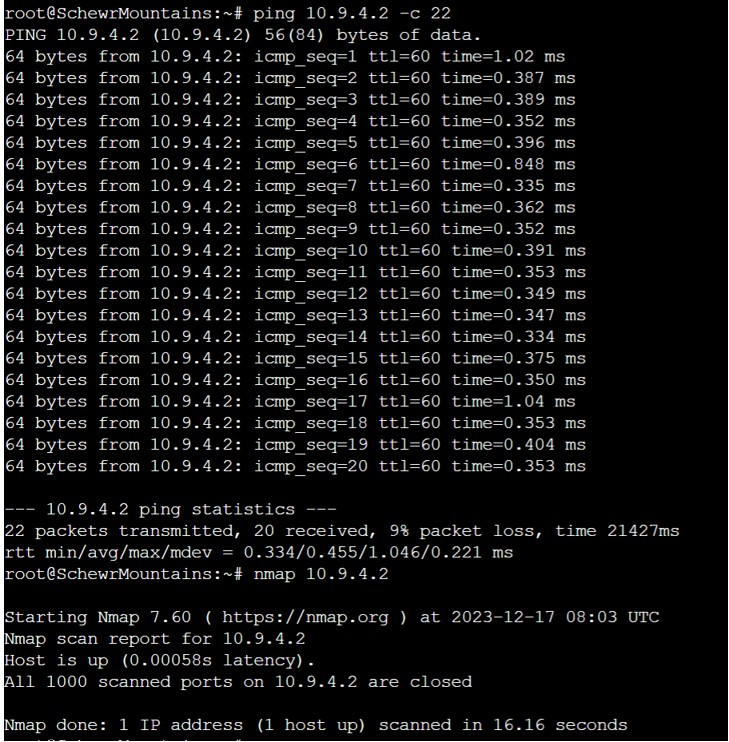 root@SchewrMountains:~# ping 10.9.4.2 -c 22
PING 10.9.4.2 (10.9.4.2) 56(84) bytes of data.
64 bytes from 10.9.4.2: icmp_seq=1 ttl=60 time=1.02 ms
64 bytes from 10.9.4.2: icmp_seq=2 ttl=60 time=0.387 ms
64 bytes from 10.9.4.2: icmp_seq=3 ttl=60 time=0.389 ms
64 bytes from 10.9.4.2: icmp_seq=4 ttl=60 time=0.352 ms
64 bytes from 10.9.4.2: icmp_seq=5 ttl=60 time=0.396 ms
64 bytes from 10.9.4.2: icmp_seq=6 ttl=60 time=0.848 ms
64 bytes from 10.9.4.2: icmp_seq=7 ttl=60 time=0.335 ms
64 bytes from 10.9.4.2: icmp_seq=8 ttl=60 time=0.362 ms
64 bytes from 10.9.4.2: icmp_seq=9 ttl=60 time=0.352 ms
64 bytes from 10.9.4.2: icmp_seq=10 ttl=60 time=0.391 ms
64 bytes from 10.9.4.2: icmp_seq=11 ttl=60 time=0.353 ms
64 bytes from 10.9.4.2: icmp_seq=12 ttl=60 time=0.349 ms
64 bytes from 10.9.4.2: icmp_seq=13 ttl=60 time=0.347 ms
64 bytes from 10.9.4.2: icmp_seq=14 ttl=60 time=0.334 ms
64 bytes from 10.9.4.2: icmp_seq=15 ttl=60 time=0.375 ms
64 bytes from 10.9.4.2: icmp_seq=16 ttl=60 time=0.350 ms
64 bytes from 10.9.4.2: icmp_seq=17 ttl=60 time=1.04 ms
64 bytes from 10.9.4.2: icmp_seq=18 ttl=60 time=0.353 ms
64 bytes from 10.9.4.2: icmp_seq=19 ttl=60 time=0.404 ms
64 bytes from 10.9.4.2: icmp_seq=20 ttl=60 time=0.353 ms
--- 10.9.4.2 ping statistics ---
22 packets transmitted, 20 received, 9% packet loss, time 21427ms
rtt min/avg/max/mdev = 0.334/0.455/1.046/0.221 ms
root@SchewrMountains:~# nmap 10.9.4.2
Starting Nmap 7.60 ( https://nmap.org ) at 2023-12-17 08:03 UTC
Nmap scan report for 10.9.4.2
Host is up (0.00058s latency).
All 1000 scanned ports on 10.9.4.2 are closed
Nmap done: 1 IP address (1 host up) scanned in 16.16 seconds